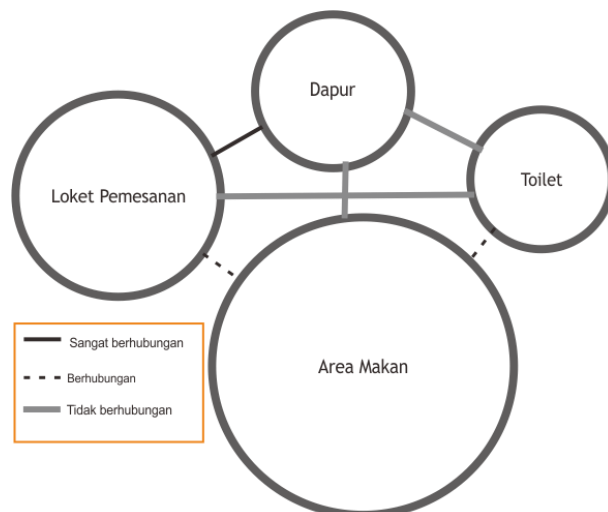 Dapur
Loket Pemesanan
Toilet
Area Makan
Sangat berhubungan
Berhubungan
Tidak berhubungan